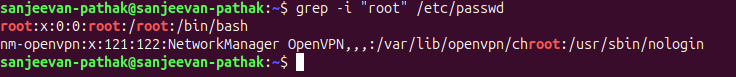 sanjeevan-pathak@sanjeevan-pathak:~$ grep -i "root" /etc/passwd
root:x:0:0:root:/root:/bin/bash
nm-openvpn:x:121:122:NetworkManager OpenVPN,,,:/var/lib/openvpn/chroot:/usr/sbin/nologin
sanjeevan-pathak@sanjeevan-pathak:~$